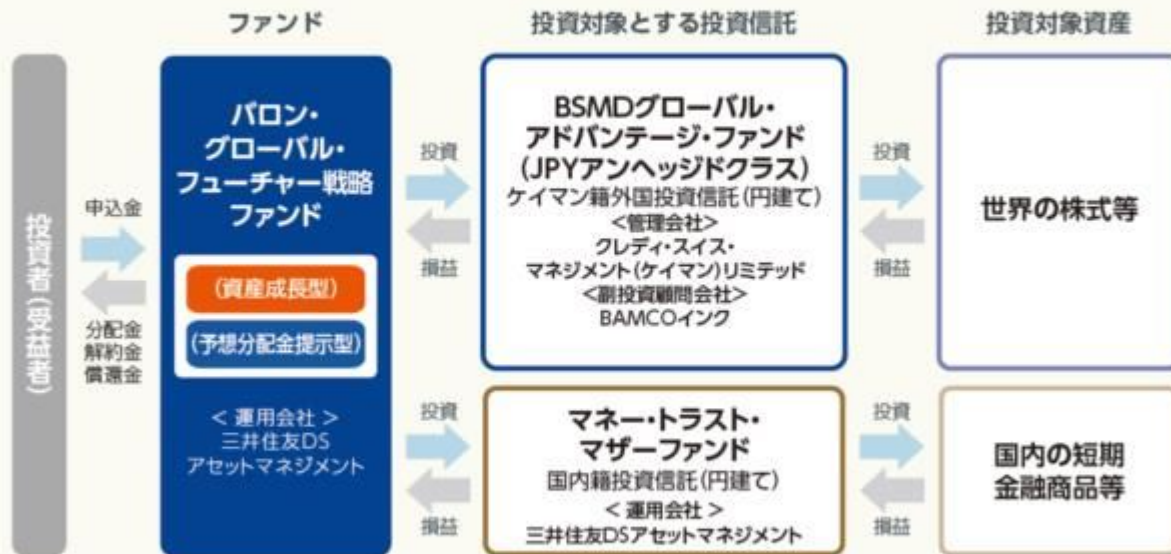 ファンド
投資対象とする投資信託
投資対象資産
投資者(受益者)
申込金
分配金
解約金
償還金
バロン・
グローバル・
フューチャー戦略
ファンド
(資産成長型)
(予想分配金提示型)
＜ 運用会社 ＞
三井住友DS
アセットマネジメント
投資
損益
BSMDグローバル・
アドバンテージ・ファンド
(JPYアンヘッジドクラス)
ケイマン籍外国投資信託(円建て)
＜管理会社＞
クレディ・スイス・
マネジメント(ケイマン)リミテッド
＜副投資顧問会社＞
BAMCOインク
投資
損益
世界の株式等
投資
損益
マネー・トラスト・
マザーファンド
国内籍投資信託(円建て)
＜ 運用会社 ＞
三井住友DSアセットマネジメント
投資
損益
国内の短期
金融商品等